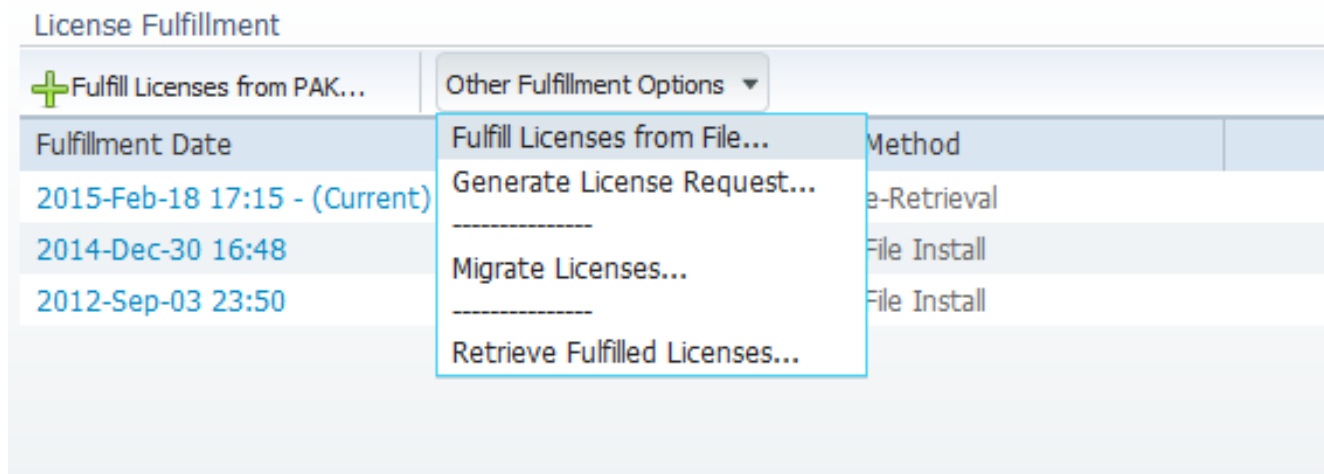 License Fulfillment
Fulfill Licenses from PAK...
Other Fulfillment Options
Fulfillment Date
Method
Fulfill Licenses from File...
Generate License Request...
---------------
Migrate Licenses...
---------------
Retrieve Fulfilled Licenses...
2015-Feb-18 17:15 - (Current)
e-Retrieval
2014-Dec-30 16:48
File Install
2012-Sep-03 23:50
File Install